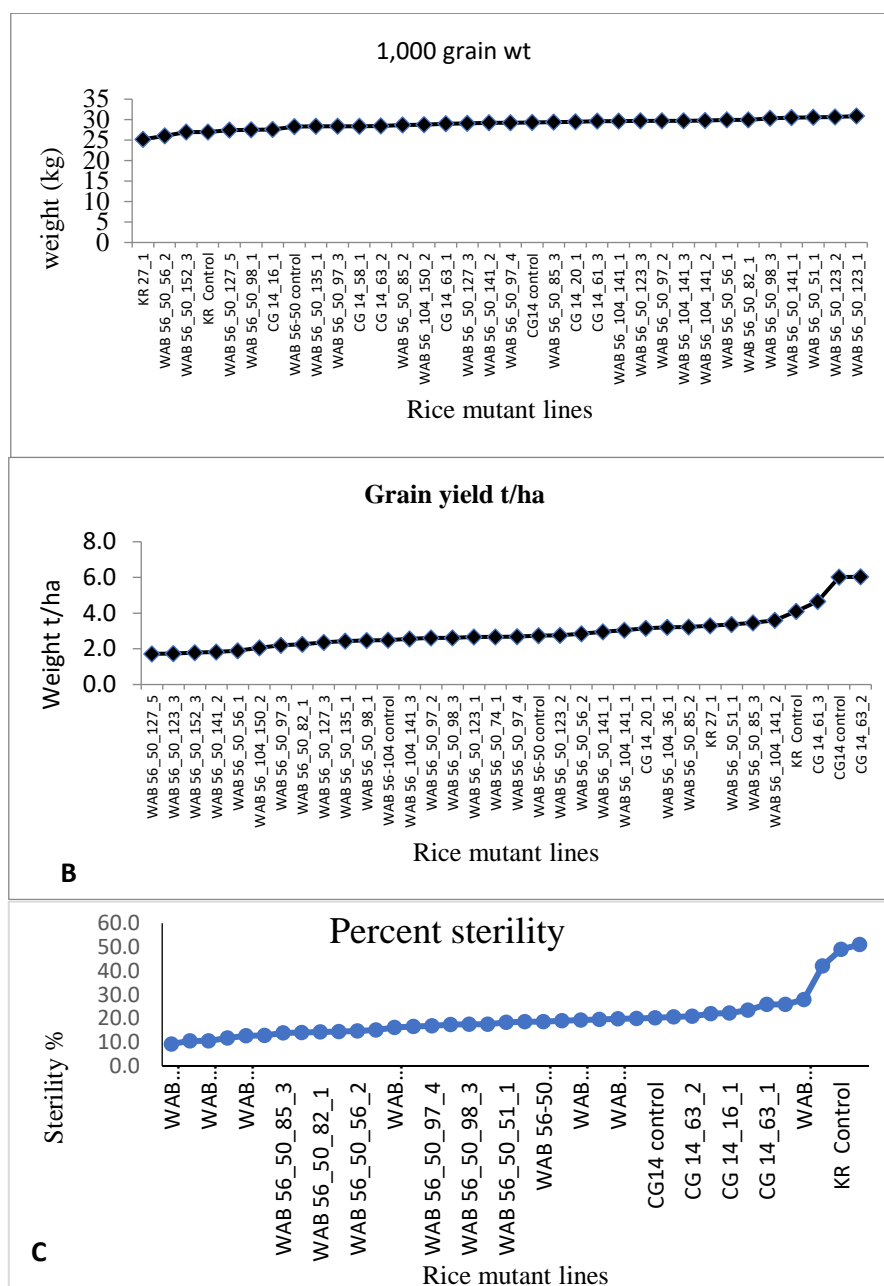 1,000 grain wt
35
30
25
20
15
10
5
0
weight (kg)
KR 27_1
WAB 56_50_56_2
WAB 56_50_152_3
KR Control
WAB 56_50_127_5
WAB 56_50_98_1
CG 14_16_1
WAB 56-50 control
WAB 56_50_135_1
WAB 56_50_97_3
CG 14_58_1
CG 14_63_2
WAB 56_50_85_2
WAB 56_104_150_2
CG 14_63_1
WAB 56_50_127_3
WAB 56_50_141_2
WAB 56_50_97_4
CG14 control
WAB 56_50_85_3
CG 14_20_1
CG 14_61_3
WAB 56_104_141_1
WAB 56_50_123_3
WAB 56_50_97_2
WAB 56_104_141_3
WAB 56_104_141_2
WAB 56_50_56_1
WAB 56_50_82_1
WAB 56_50_98_3
WAB 56_50_141_1
WAB 56_50_51_1
WAB 56_50_123_2
WAB 56_50_123_1
Rice mutant lines
Grain yield t/ha
8.0
6.0
4.0
2.0
0.0
Weight t/ha
WAB 56_50_127_5
WAB 56_50_123_3
WAB 56_50_152_3
WAB 56_50_141_2
WAB 56_50_56_1
WAB 56_104_150_2
WAB 56_50_97_3
WAB 56_50_82_1
WAB 56_50_127_3
WAB 56_50_135_1
WAB 56_50_98_1
WAB 56-104 control
WAB 56_104_141_3
WAB 56_50_97_2
WAB 56_50_98_3
WAB 56_50_123_1
WAB 56_50_74_1
WAB 56_50_97_4
WAB 56-50 control
WAB 56_50_123_2
WAB 56_50_56_2
WAB 56_50_141_1
WAB 56_104_141_1
CG 14_20_1
WAB 56_104_36_1
WAB 56_50_85_2
KR 27_1
WAB 56_50_51_1
WAB 56_50_85_3
WAB 56_104_141_2
KR Control
CG 14_61_3
CG14 control
CG 14_63_2
Rice mutant lines
B
Percent sterility
60.0
50.0
40.0
30.0
20.0
10.0
0.0
Sterility %
WAB...
WAB...
WAB...
WAB 56_50_85_3
WAB 56_50_82_1
WAB 56_50_56_2
WAB...
WAB 56_50_97_4
WAB 56_50_98_3
WAB 56_50_51_1
WAB 56-50...
WAB...
WAB...
CG14 control
CG 14_63_2
CG 14_16_1
CG 14_63_1
WAB...
KR Control
Rice mutant lines
C